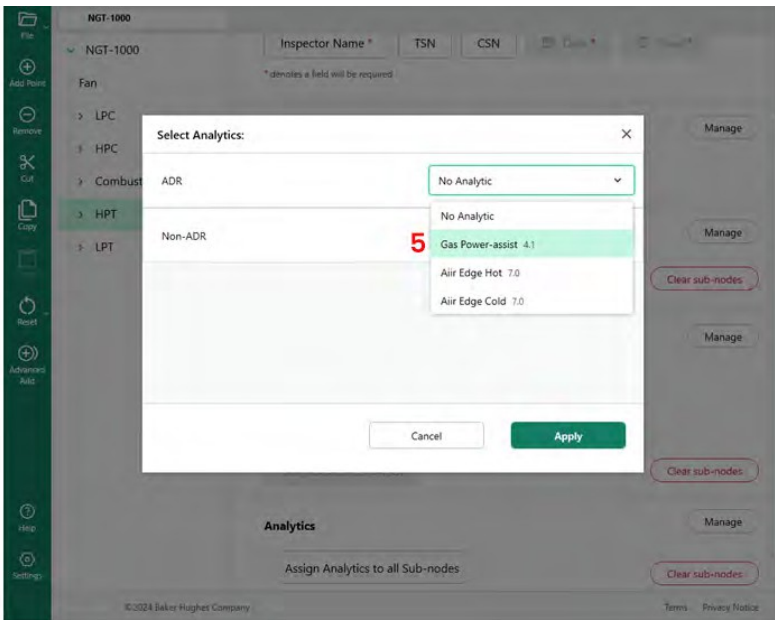 File
NGT-1000
Add Point
Remove
Cut
Copy
Reset
Advanced
Add
Help
Settings
NGT-1000
Fan
LPC
HPC
Combust
HPT
LPT
Inspector Name *
TSN
CSN
* denotes a field will be required
Manage
Manage
Clear sub-nodes
Manage
Clear sub-nodes
Analytics
Manage
Assign Analytics to all Sub-nodes
Clear sub-nodes
Select Analytics:
ADR
No Analytic
Non-ADR
No Analytic
5
Gas Power-assist 4.1
Aiir Edge Hot 7.0
Aiir Edge Cold 7.0
Cancel
Apply
©2024 Baker Hughes Company
Terms
Privacy Notice